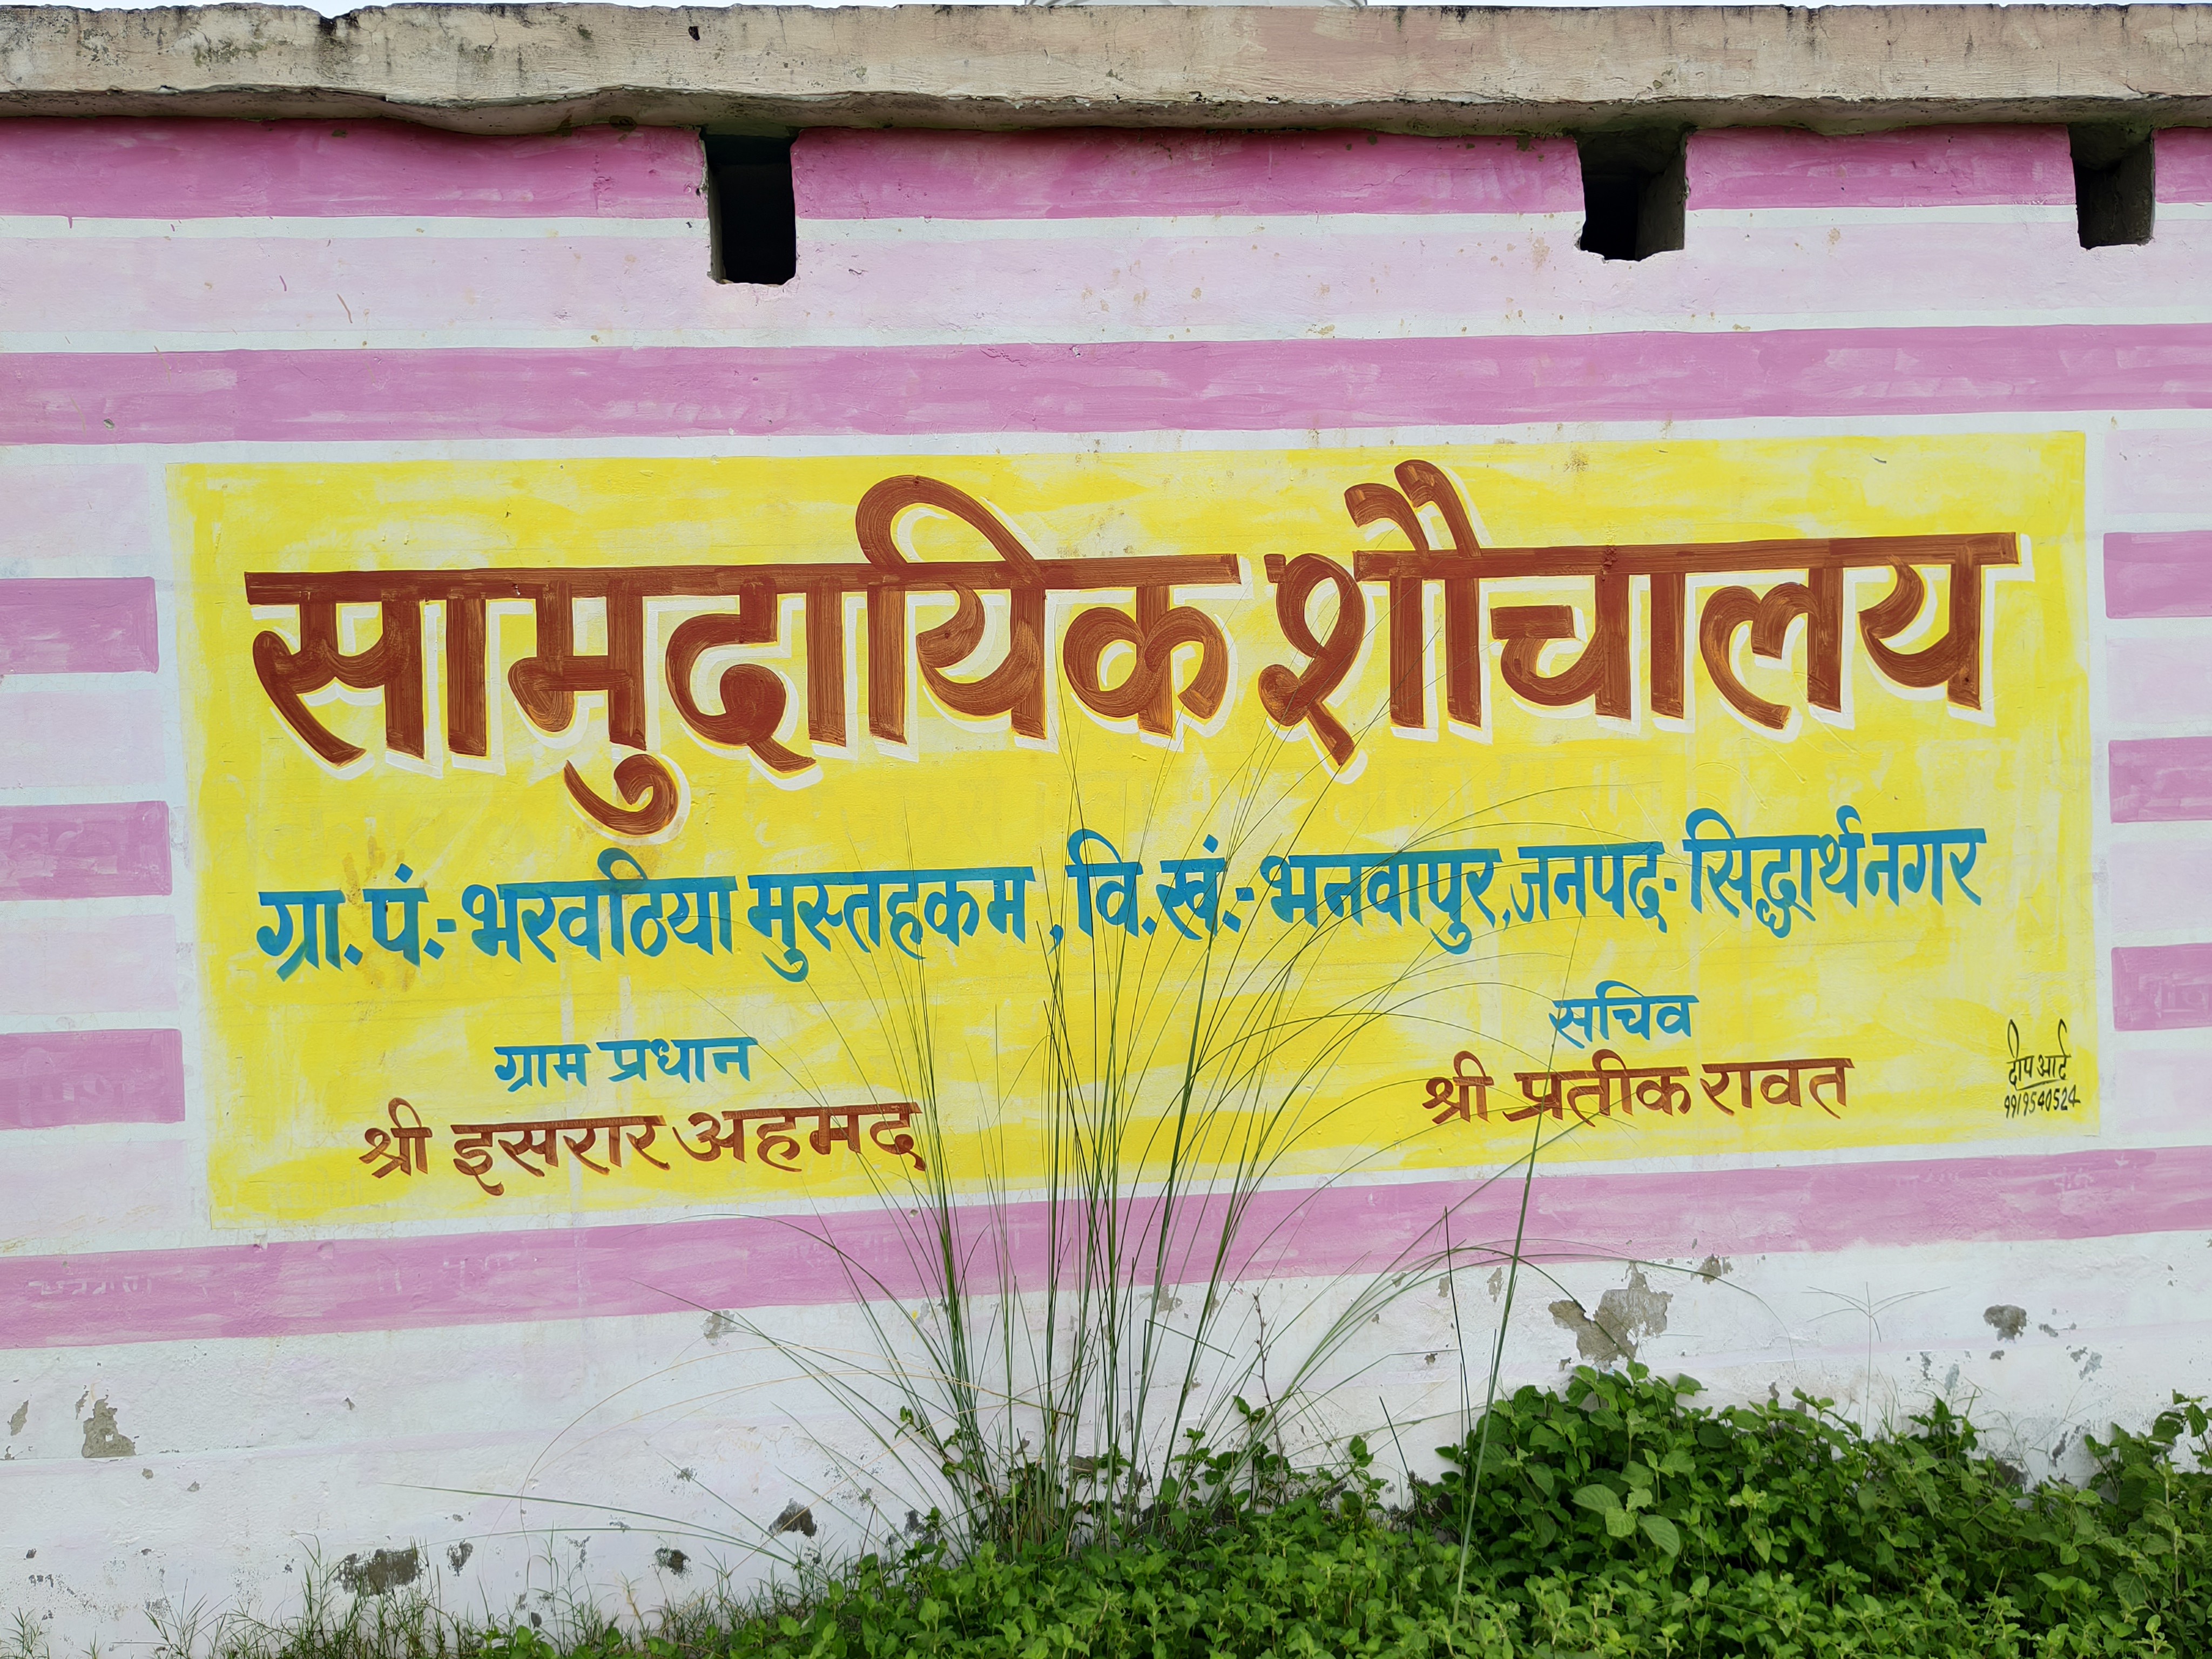 सामुदायिक शौचालय
ग्रा. पं.- भरवठिया मुस्तहकम , वि.खं.- भनवापुर, जनपद- सिद्धार्थनगर
ग्राम प्रधान
श्री इसरार अहमद
सचिव
श्री प्रतीक रावत
दीप आर्ट
9919540524